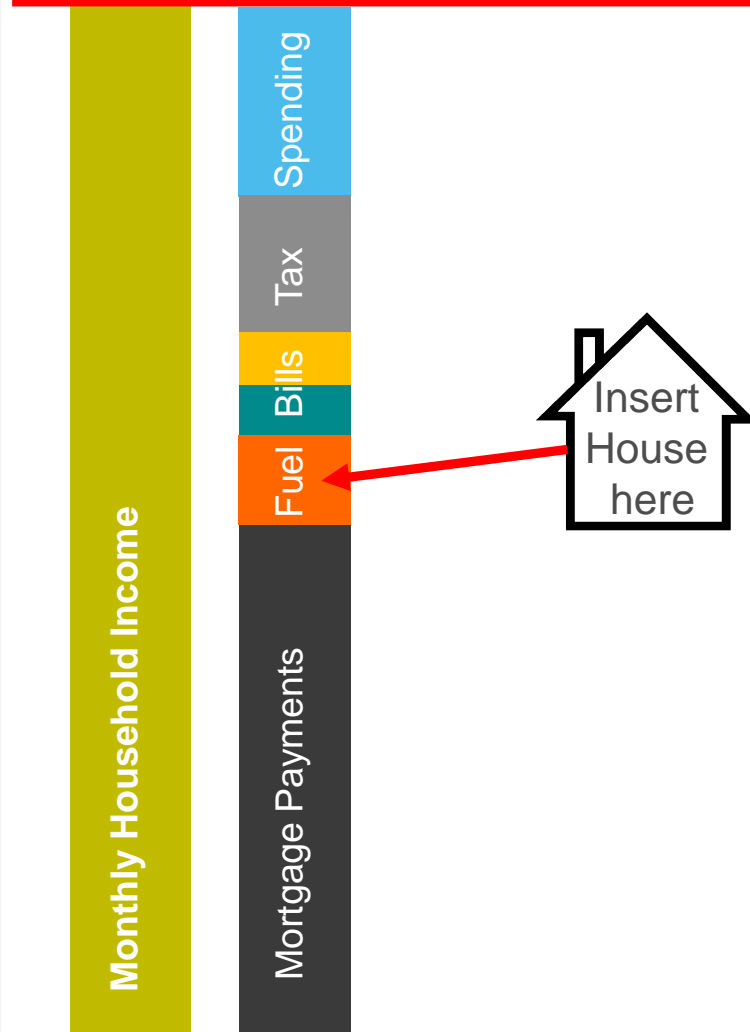 Monthly Household Income
Spending
Tax
Bills
Fuel
Mortgage Payments
Insert
House
here